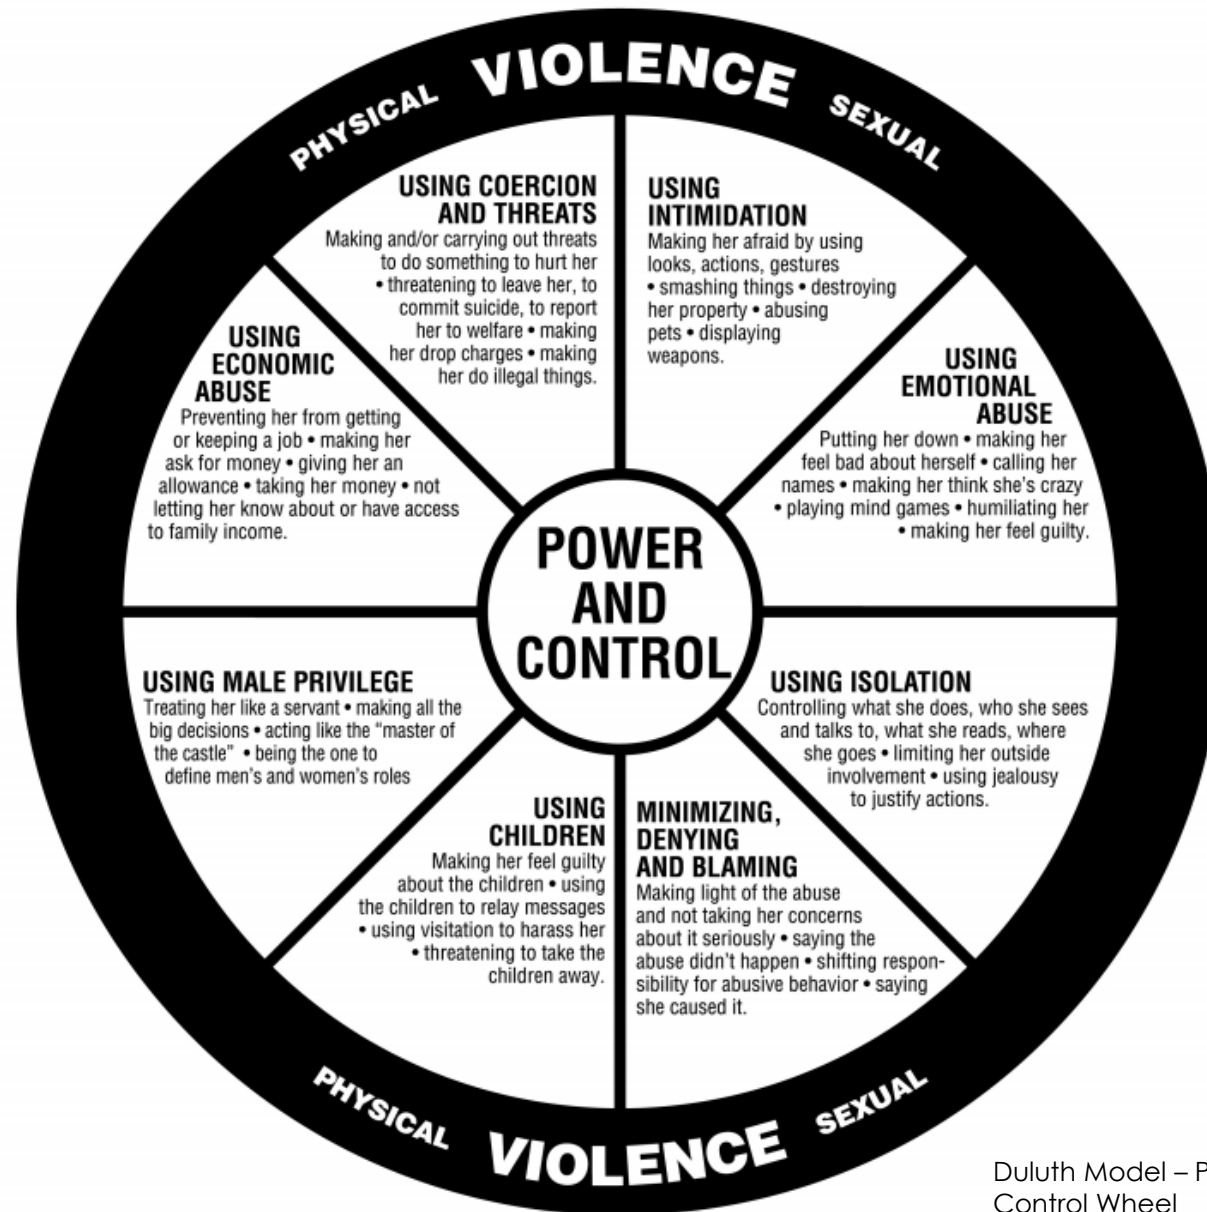 PHYSICAL VIOLENCE SEXUAL
USING COERCION
AND THREATS
Making and/or carrying out threats
to do something to hurt her
• threatening to leave her, to
commit suicide, to report
her to welfare • making
her drop charges • making
her do illegal things.
USING
INTIMIDATION
Making her afraid by using
looks, actions, gestures
• smashing things • destroying
her property • abusing
pets • displaying
weapons.
USING
ECONOMIC
ABUSE
Preventing her from getting
or keeping a job • making her
ask for money • giving her an
allowance • taking her money • not
letting her know about or have access
to family income.
USING
EMOTIONAL
ABUSE
Putting her down • making her
feel bad about herself • calling her
names • making her think she's crazy
• playing mind games • humiliating her
• making her feel guilty.
POWER
AND
CONTROL
USING MALE PRIVILEGE
Treating her like a servant • making all the
big decisions • acting like the “master of
the castle” • being the one to
define men's and women's roles
USING ISOLATION
Controlling what she does, who she sees
and talks to, what she reads, where
she goes • limiting her outside
involvement • using jealousy
to justify actions.
USING
CHILDREN
Making her feel guilty
about the children • using
the children to relay messages
• using visitation to harass her
• threatening to take the
children away.
MINIMIZING,
DENYING
AND BLAMING
Making light of the abuse
and not taking her concerns
about it seriously • saying the
abuse didn't happen • shifting respon-
sibility for abusive behavior • saying
she caused it.
PHYSICAL VIOLENCE SEXUAL
Duluth Model – P
Control Wheel